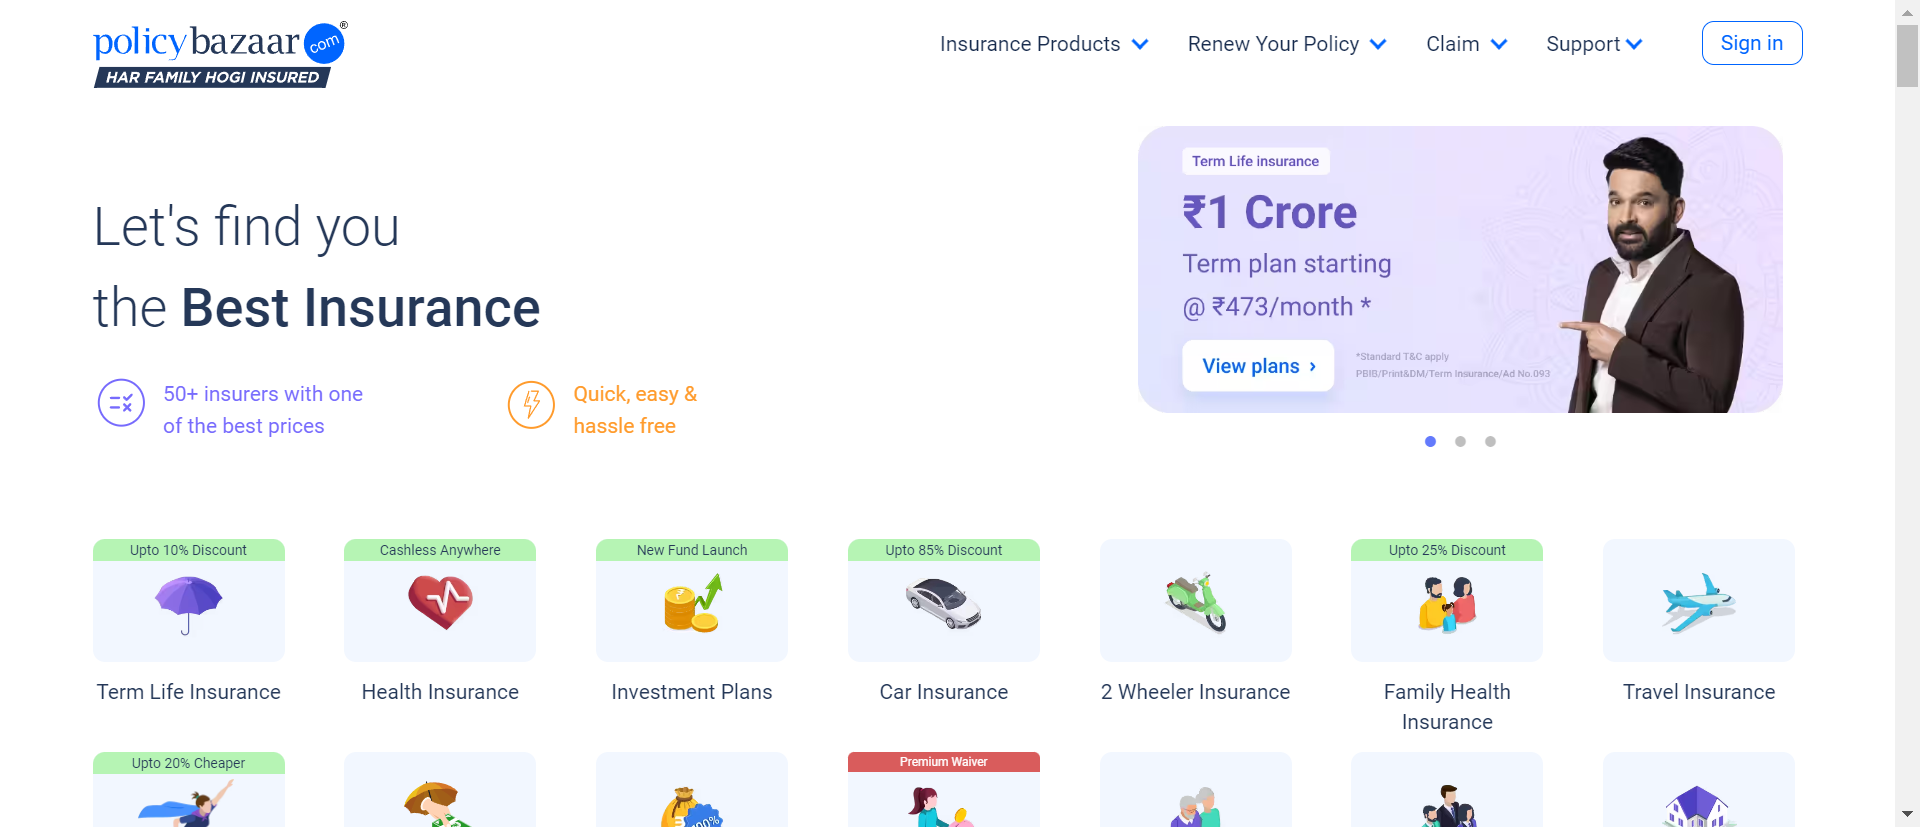 policybazaar com ®
HAR FAMILY HOGI INSURED
Insurance Products
Renew Your Policy
Claim
Support
Sign in
Let's find you
the Best Insurance
50+ insurers with one
of the best prices
Quick, easy &
hassle free
Term Life insurance
₹1 Crore
Term plan starting
@ ₹473/month *
View plans ›
*Standard T&C apply
PBIB/Print&DM/Term Insurance/Ad No.093
Upto 10% Discount
Term Life Insurance
Cashless Anywhere
Health Insurance
New Fund Launch
Investment Plans
Upto 85% Discount
Car Insurance
2 Wheeler Insurance
Upto 25% Discount
Family Health
Insurance
Travel Insurance
Upto 20% Cheaper
100%
Premium Waiver